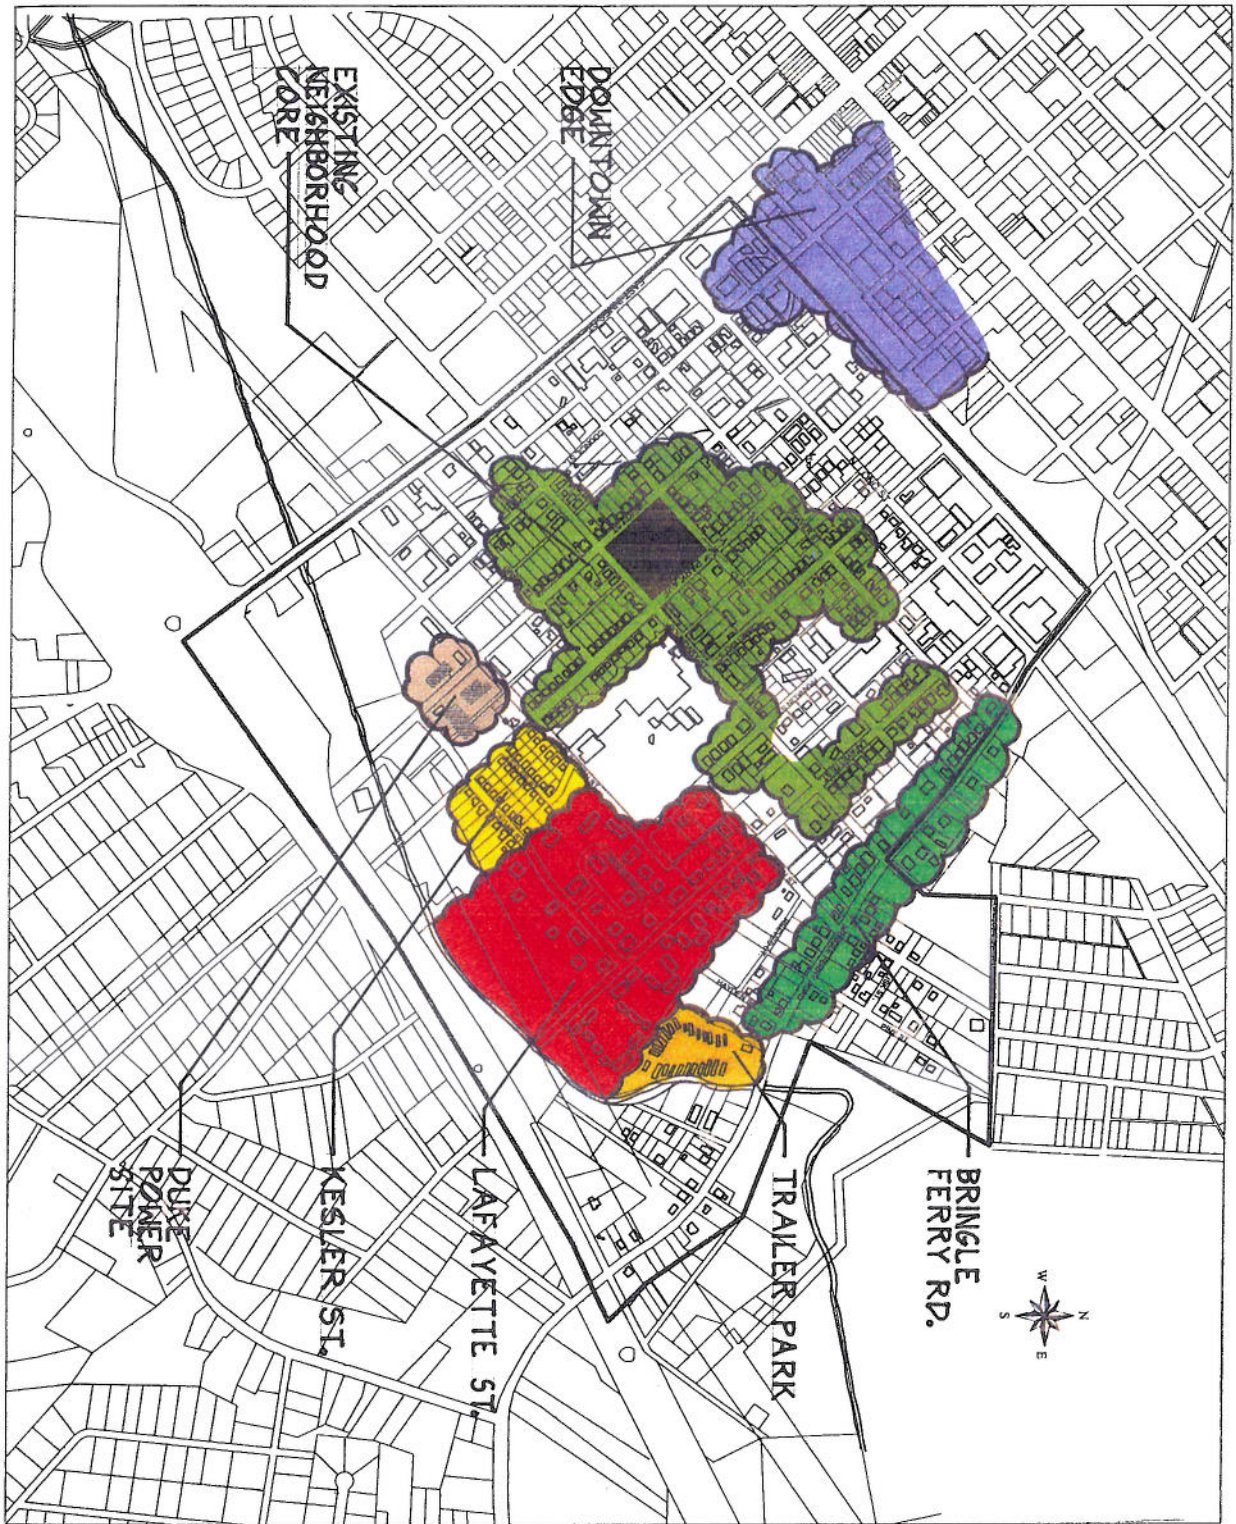 DOWNTOWN
EDGE
EXISTING
NEIGHBORHOOD
CORE
BRINGLE
FERRY RD.
TRAILER PARK
LAFAYETTE ST.
KESLER ST.
DUKE
POWER
SITE
N
W
E
S